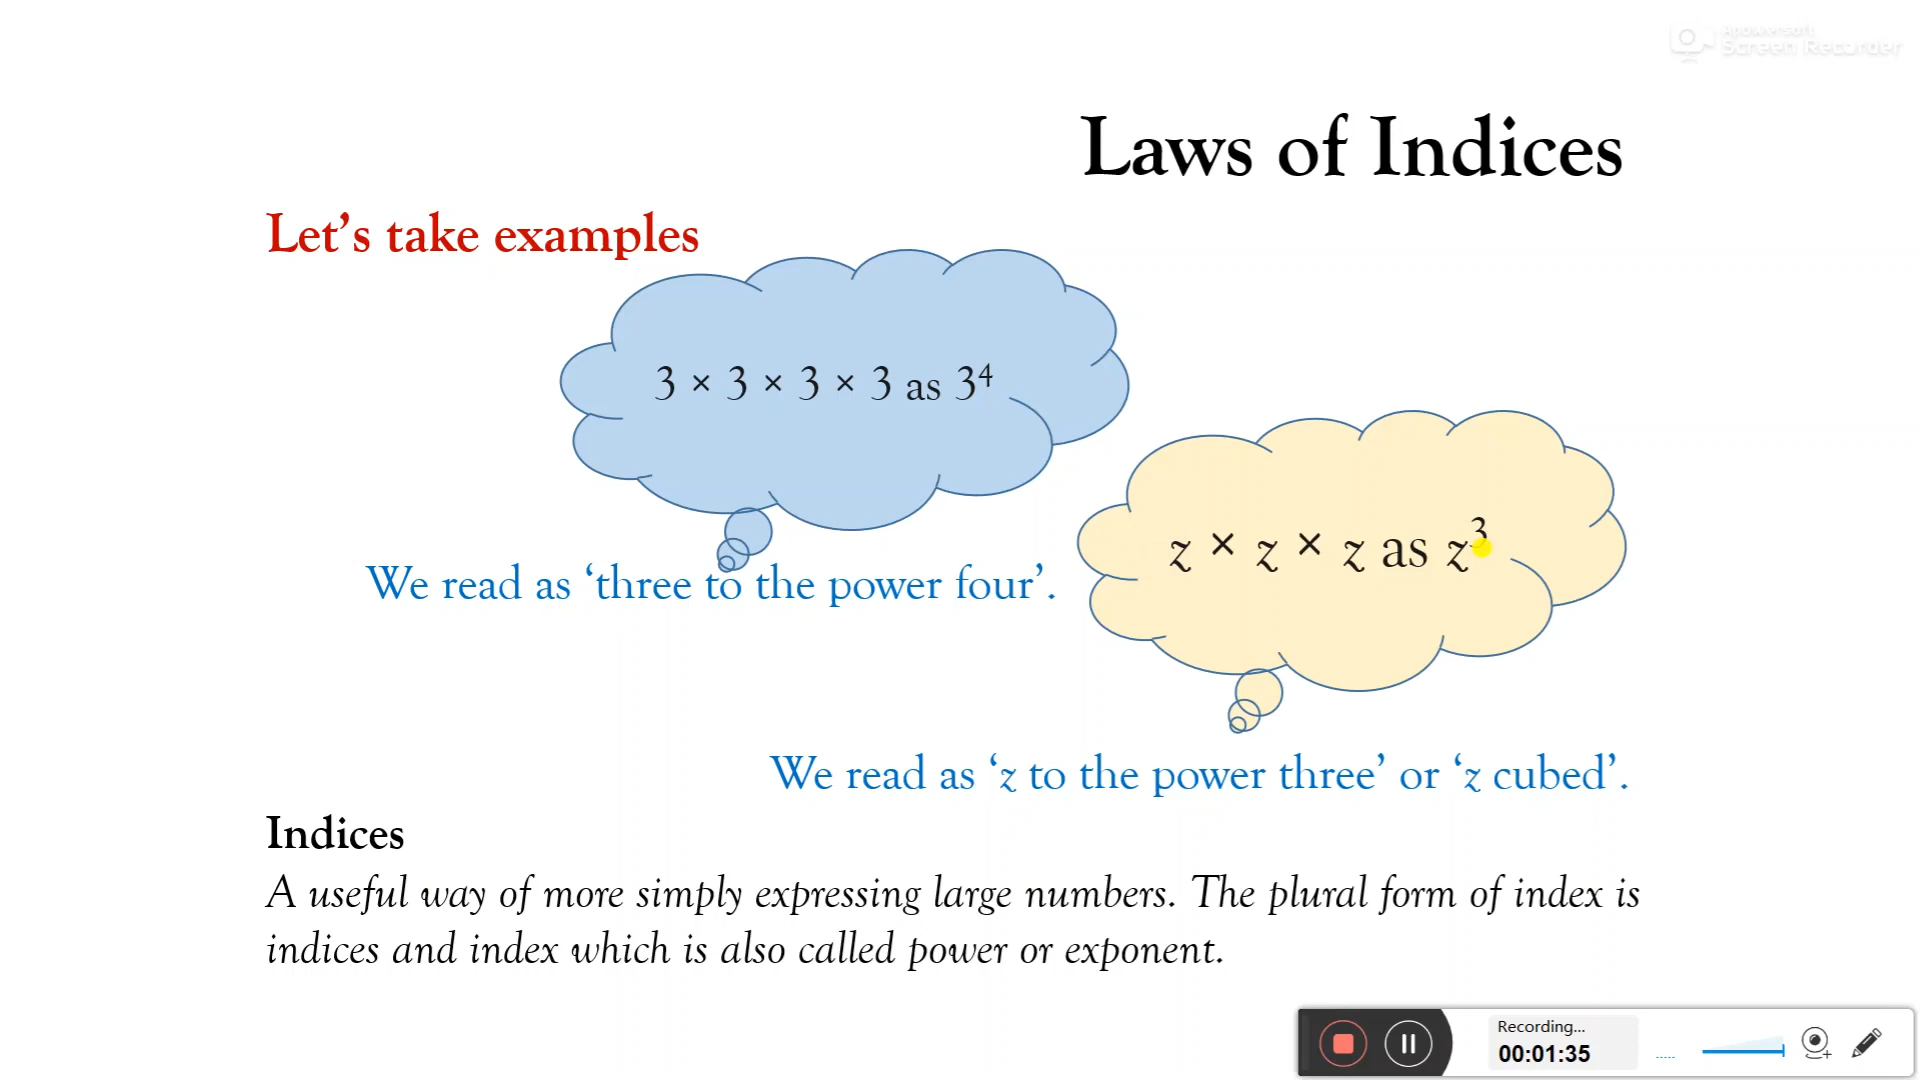 Apowersoft
Screen Recorder
Laws of Indices
Let’s take examples
3 × 3 × 3 × 3 as 3⁴
z × z × z as z³
We read as ‘three to the power four’.
We read as ‘z to the power three’ or ‘z cubed’.
Indices
A useful way of more simply expressing large numbers. The plural form of index is
indices and index which is also called power or exponent.
Recording...
00:01:35